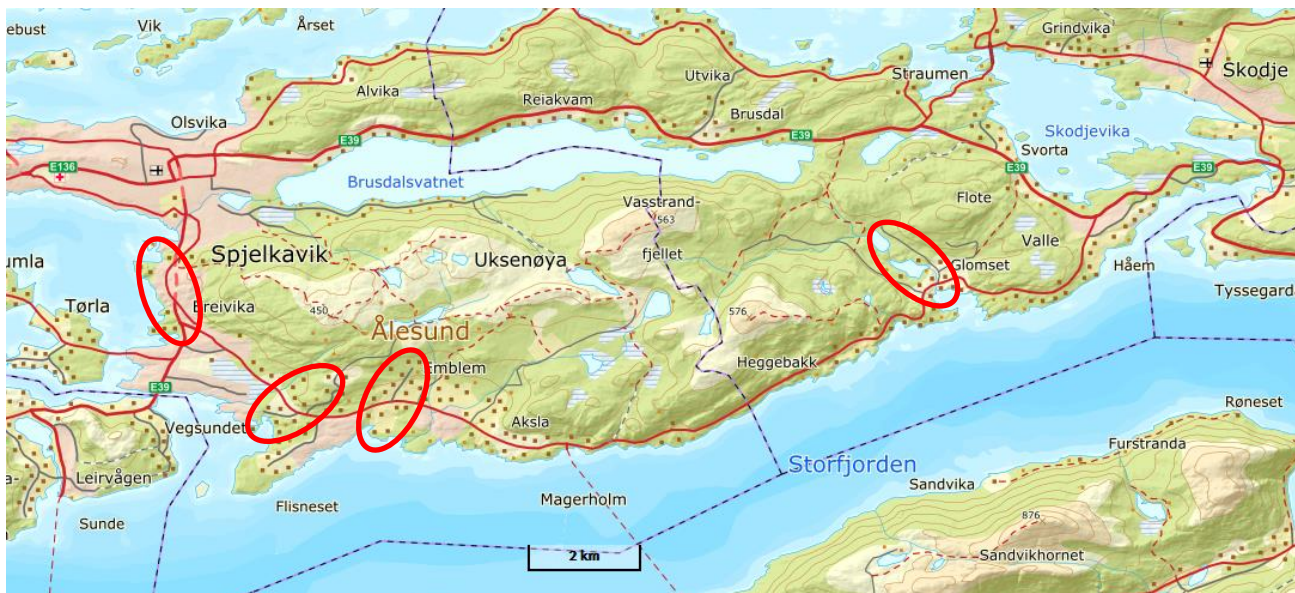 ebust
Vik
Årset
Grindvika
Skodje
Straumen
Utvika
Alvika
Reiakvam
Brusdal
Olsvika
E39
E39
Skodjevika
Svorta
E136
E39
E39
Brusdalsvatnet
Vasstrand-
563
fjellet
Flote
Spjelkavik
Uksenøya
Valle
umla
Glomset
Håem
Tørla
Breivika
450
576
Tyssegarda
Ålesund
Emblem
Heggebakk
E39
Røneset
Vegsundet
Aksla
Furstranda
Leirvågen
a-
Storfjorden
Sandvika
Flisneset
Magerholm
Sunde
876
2 km
Sandvikhornet